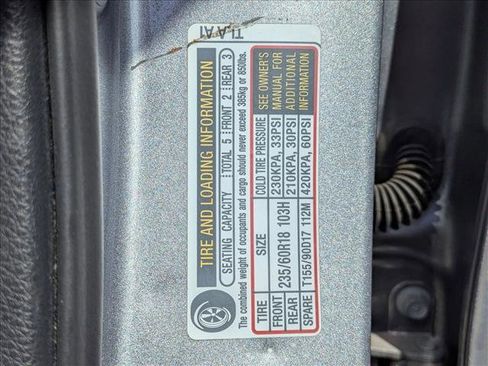 TLAA1
TIRE AND LOADING INFORMATION
SEATING CAPACITY TOTAL 5 FRONT 2 REAR 3
The combined weight of occupants and cargo should never exceed 385kg or 850lbs.
TIRE SIZE COLD TIRE PRESSURE SEE OWNER'S MANUAL FOR ADDITIONAL INFORMATION
FRONT 235/60R18 103H 230KPA, 33PSI
REAR 210KPA, 30PSI
SPARE T155/90D17 112M 420KPA, 60PSI